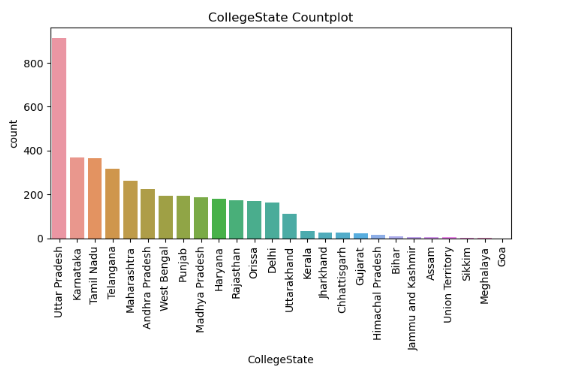 CollegeState Countplot
count
800
600
400
200
0
Uttar Pradesh
Karnataka
Tamil Nadu
Telangana
Maharashtra
Andhra Pradesh
West Bengal
Punjab
Madhya Pradesh
Haryana
Rajasthan
Orissa
Delhi
Uttarakhand
Kerala
Jharkhand
Chhattisgarh
Gujarat
Himachal Pradesh
Bihar
Jammu and Kashmir
Assam
Union Territory
Sikkim
Meghalaya
Goa
CollegeState